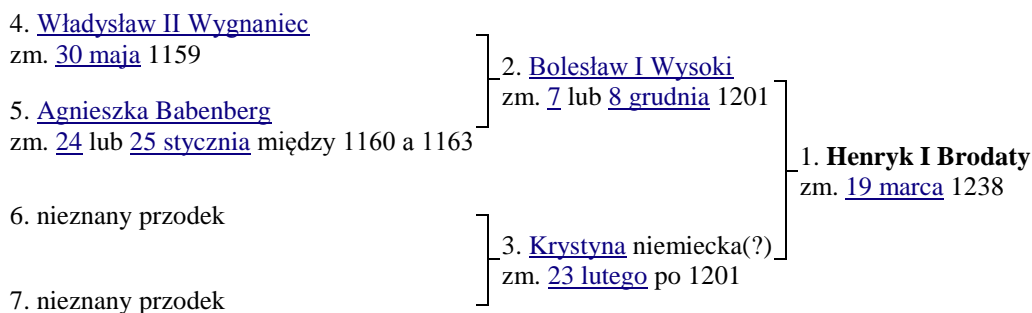 4. Władysław II Wygnaniec
zm. 30 maja 1159
5. Agnieszka Babenberg
zm. 24 lub 25 stycznia między 1160 a 1163
2. Bolesław I Wysoki
zm. 7 lub 8 grudnia 1201
6. nieznany przodek
7. nieznany przodek
3. Krystyna niemiecka(?)
zm. 23 lutego po 1201
1. Henryk I Brodaty
zm. 19 marca 1238